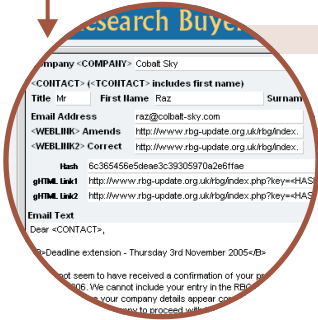 search Buye
mpany <COMPANY> Cobalt Sky
<CONTACT> (<TCONTACT> includes first name)
Title Mr First Name Raz Surnam
Email Address raz@colbalt-sky.com
<WEBLINK> Amends http://www.rbg-update.org.uk/rbg/index.
<WEBLINK2> Correct http://www.rbg-update.org.uk/rbg/index.
Hash 6c365456e5deae3c39305970a2e6ffae
gHTML Link1 http://www.rbg-update.org.uk/rbg/index.php?key=<HAS
gHTML Link2 http://www.rbg-update.org.uk/rbg/index.php?key=<HAS
Email Text
Dear <CONTACT>,
>Deadline extension - Thursday 3rd November 2005</B>
not seem to have received a confirmation of your
006. We cannot include your entry in the RBG
your company details appear
to proceed with